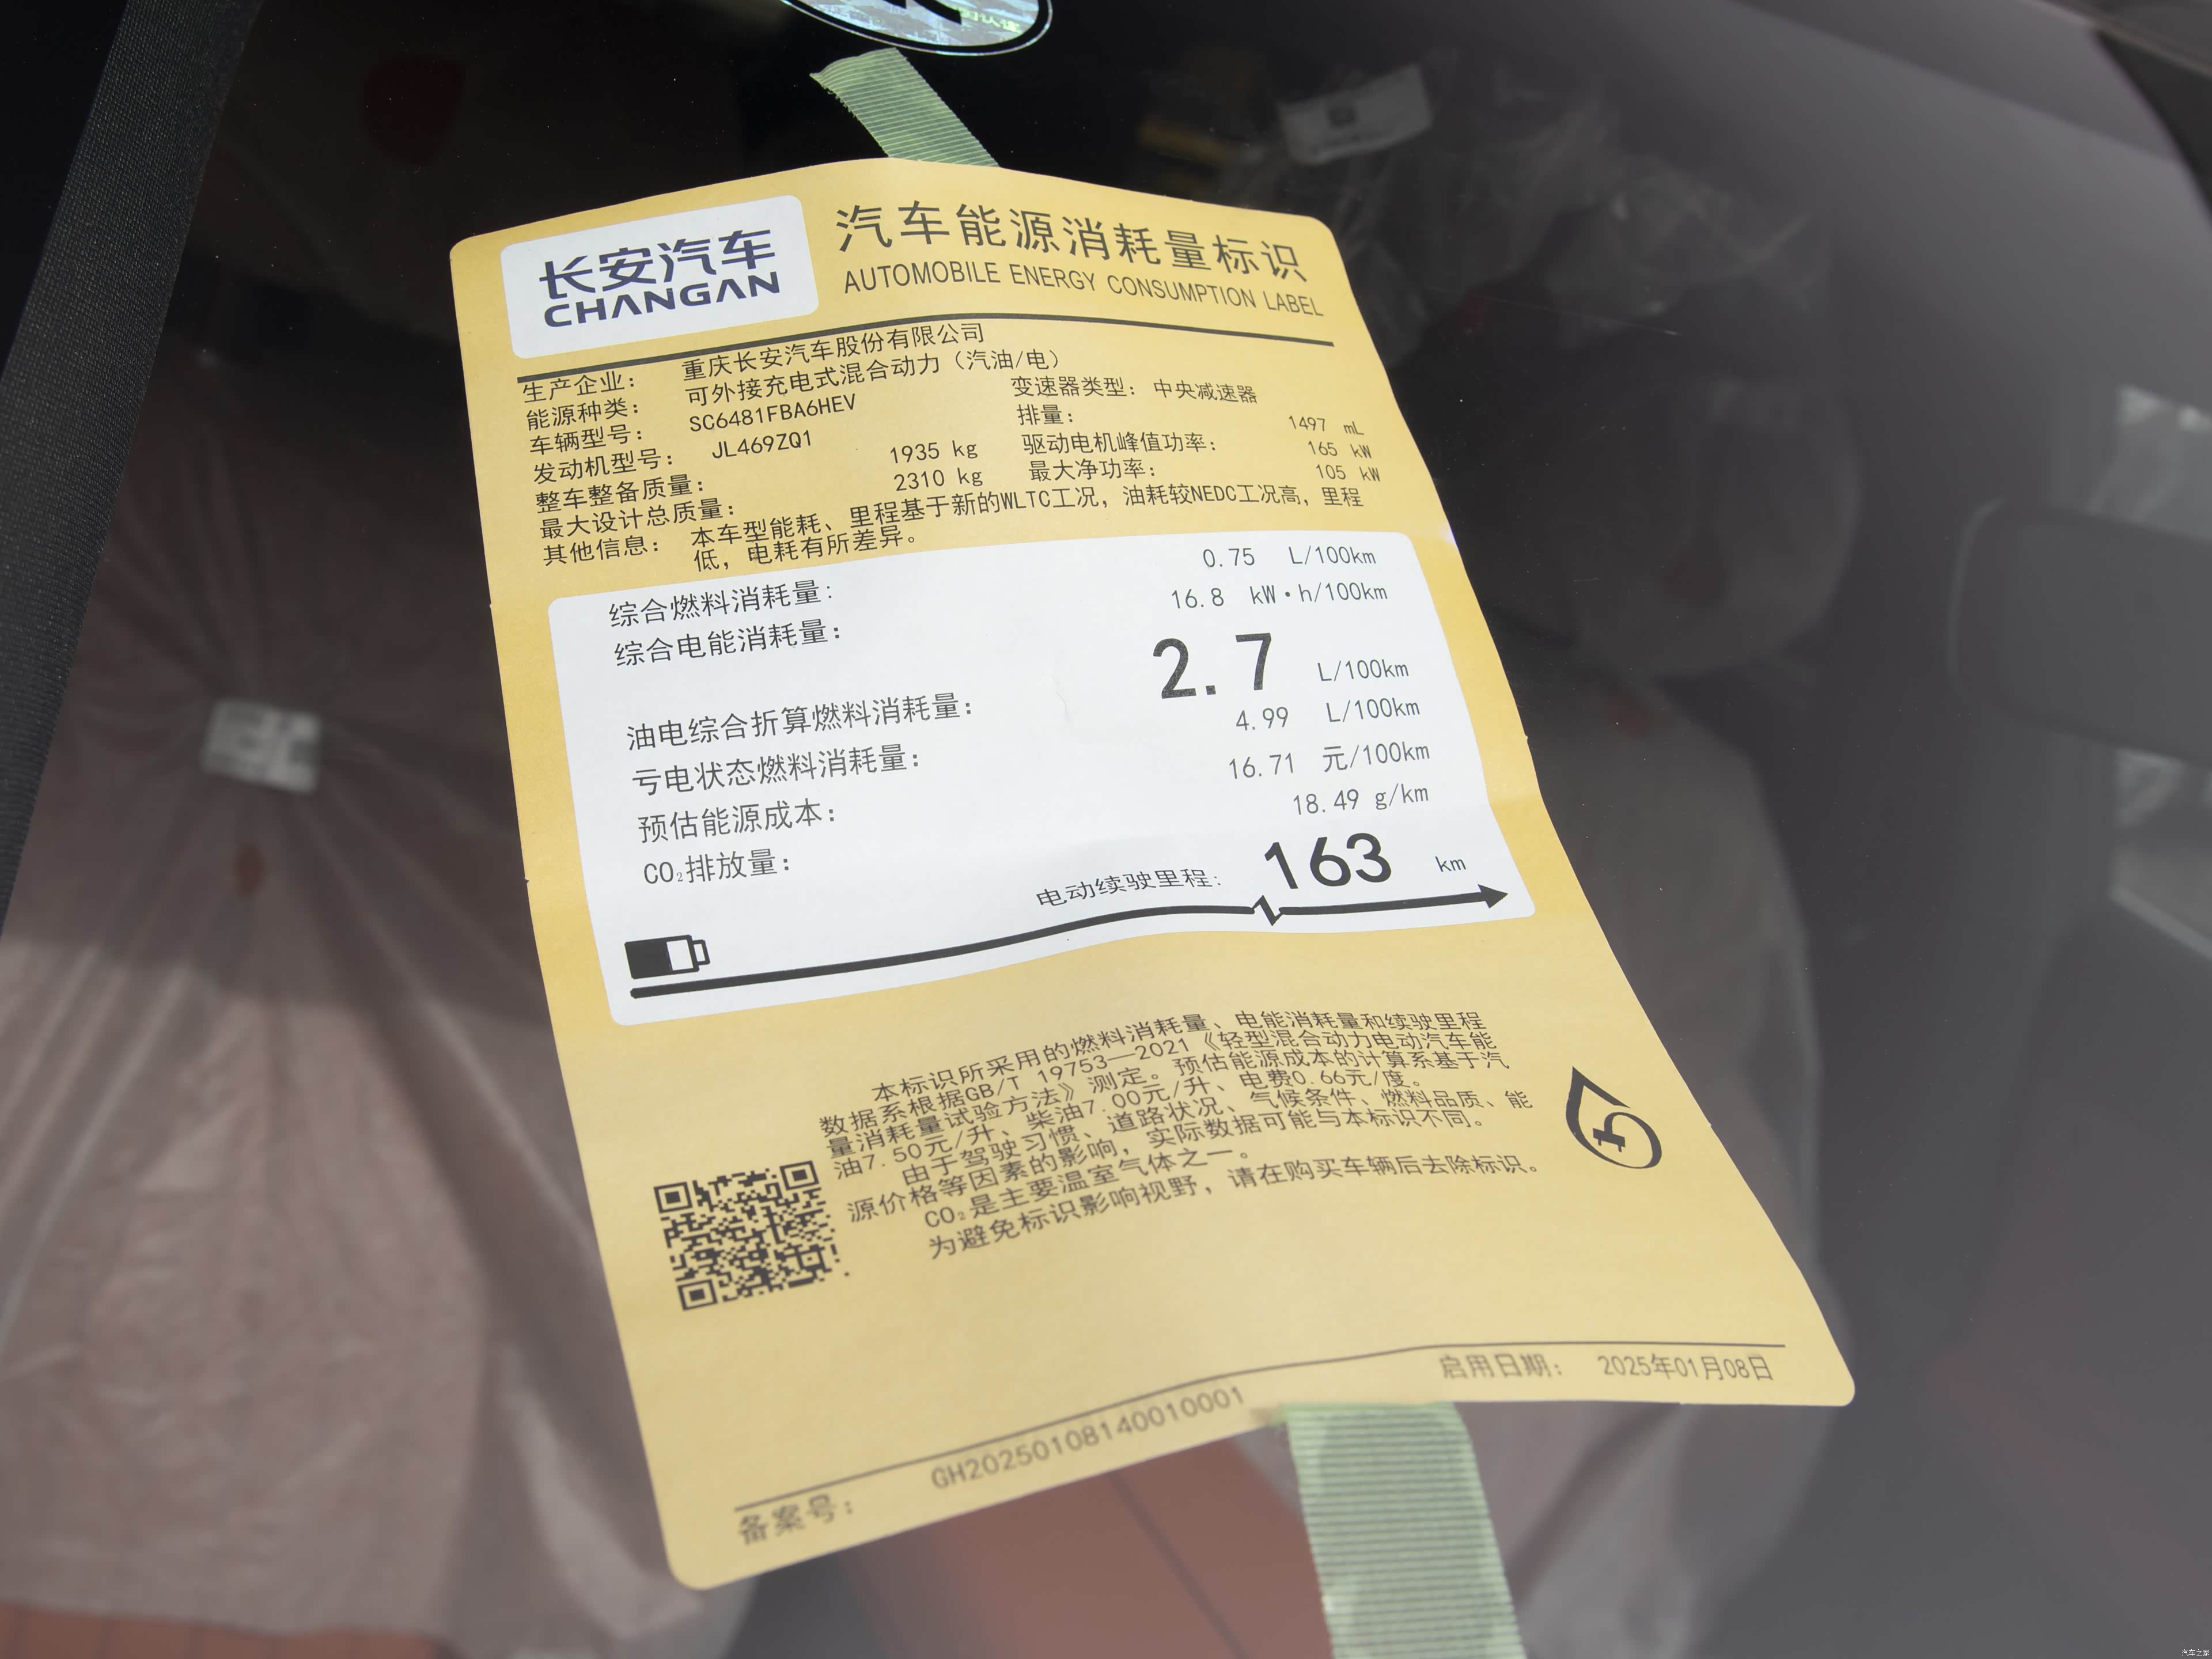 长安汽车
CHANGAN
汽车能源消耗量标识
AUTOMOBILE ENERGY CONSUMPTION LABEL
生产企业： 重庆长安汽车股份有限公司
能源种类： 可外接充电式混合动力（汽油/电）
车辆型号： SC6481FBA6HEV 变速器类型：中央减速器
发动机型号： JL469ZQ1 排量： 1497 mL
整车整备质量： 1935 kg 驱动电机峰值功率： 165 kW
最大设计总质量： 2310 kg 最大净功率： 105 kW
其他信息： 本车型能耗、里程基于新的WLTC工况，油耗较NEDC工况高，里程
低，电耗有所差异。
综合燃料消耗量： 0.75 L/100km
综合电能消耗量： 16.8 kW·h/100km
油电综合折算燃料消耗量： 2.7 L/100km
亏电状态燃料消耗量： 4.99 L/100km
预估能源成本： 16.71 元/100km
CO₂排放量： 18.49 g/km
电动续驶里程： 163 km
本标识所采用的燃料消耗量、电能消耗量和续驶里程
数据系根据GB/T 19753—2021《轻型混合动力电动汽车能
量消耗量试验方法》测定。预估能源成本的计算系基于汽
油7.50元/升、柴油7.00元/升、电费0.66元/度。
由于驾驶习惯、道路状况、气候条件、燃料品质、能
源价格等因素的影响，实际数据可能与本标识不同。
CO₂是主要温室气体之一。
为避免标识影响视野，请在购买车辆后去除标识。
备案号： GH20250108140010001 启用日期： 2025年01月08日
汽车之家